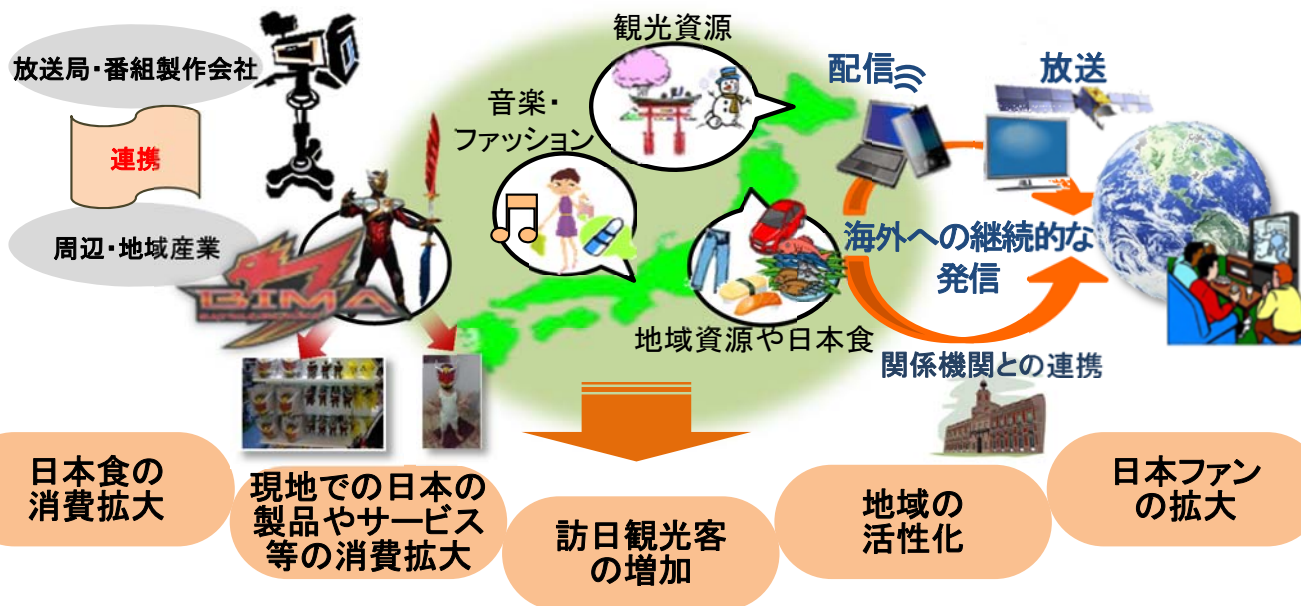 放送局・番組製作会社
連携
周辺・地域産業
BIMA
観光資源
音楽・
ファッション
地域資源や日本食
配信
放送
海外への継続的な
発信
関係機関との連携
日本食の
消費拡大
現地での日本の
製品やサービス
等の消費拡大
訪日観光客
の増加
地域の
活性化
日本ファン
の拡大